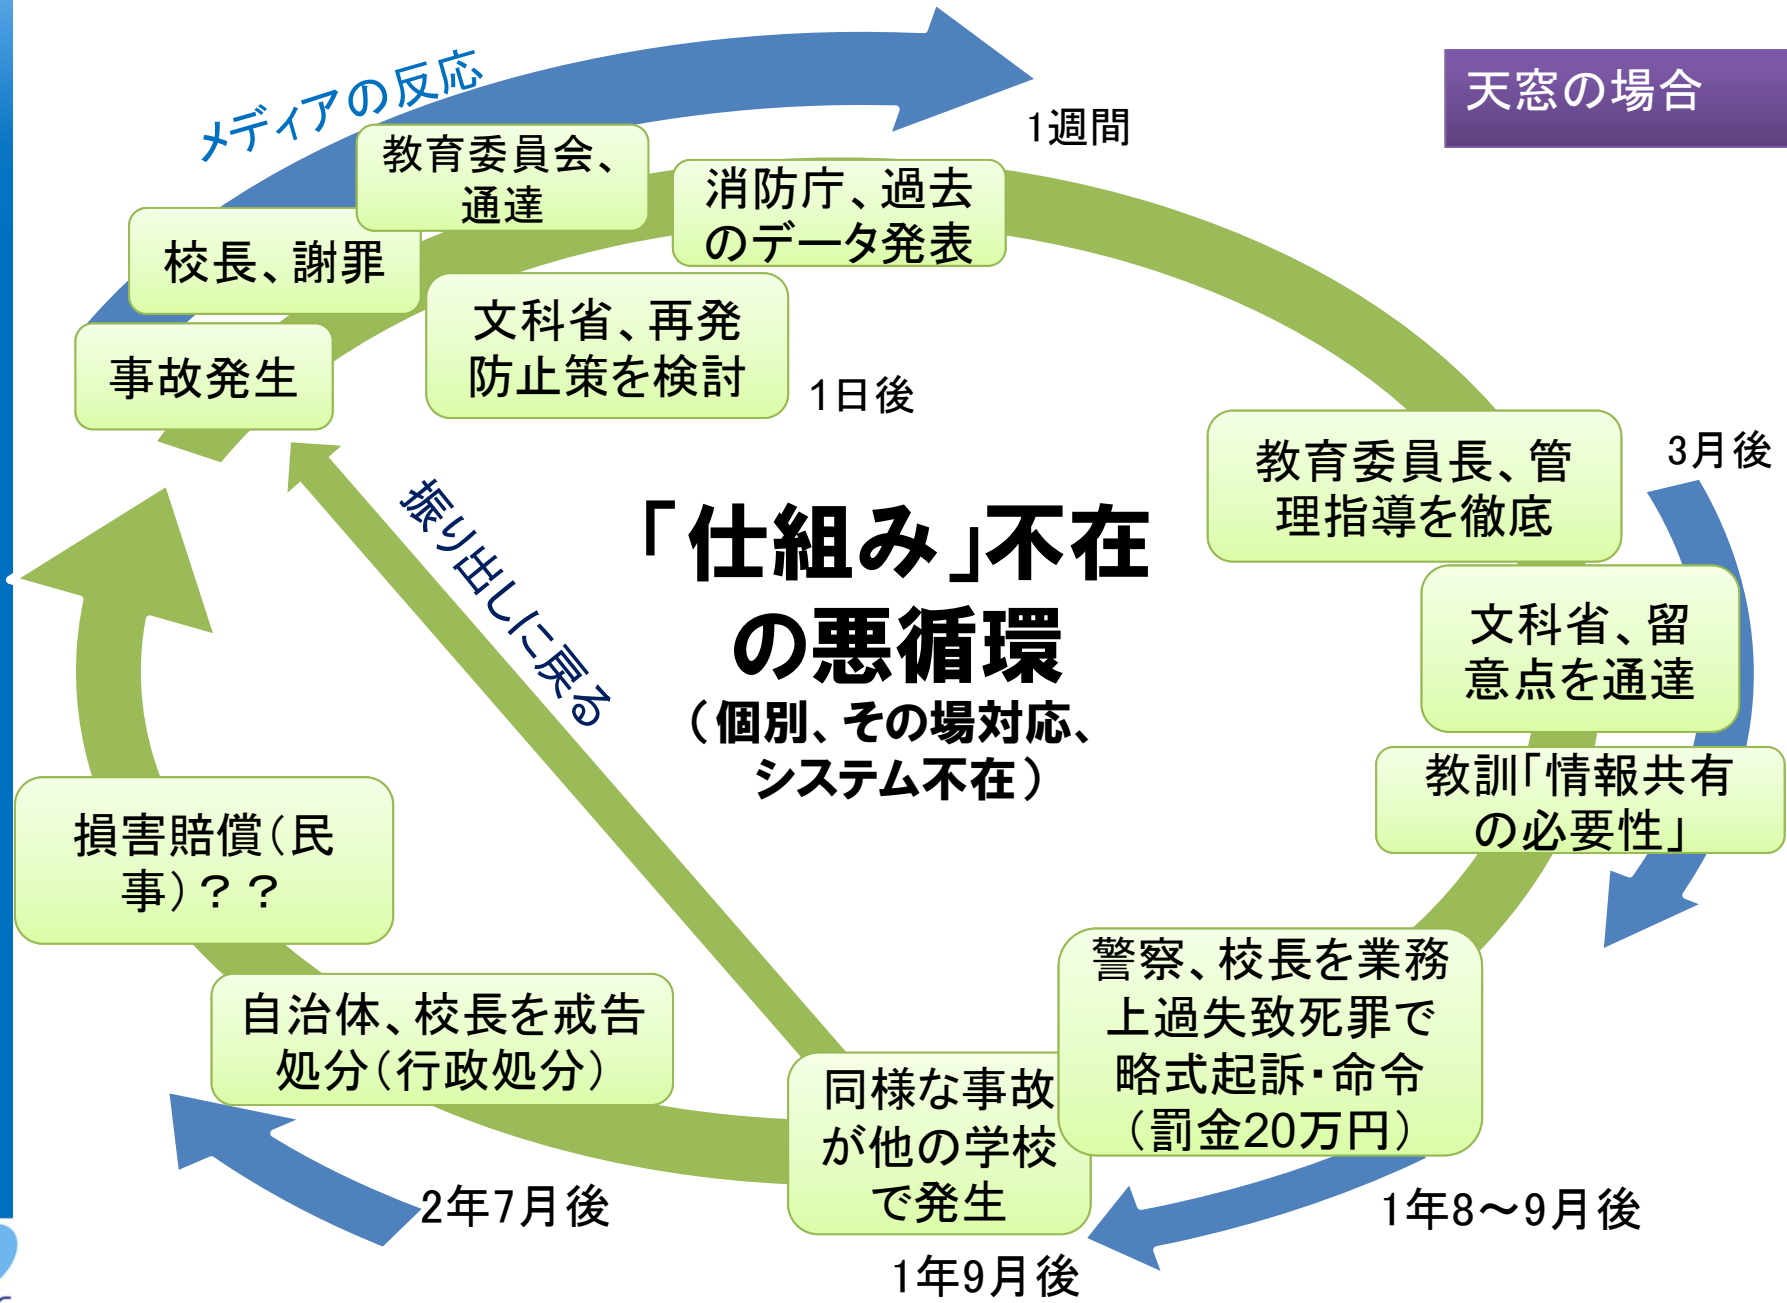 天窓の場合
メディアの反応
1週間
教育委員会、
通達
消防庁、過去
のデータ発表
校長、謝罪
文科省、再発
防止策を検討
事故発生
1日後
教育委員長、管
理指導を徹底
3月後
振り出しに戻る
「仕組み」不在
の悪循環
（個別、その場対応、
システム不在）
文科省、留
意点を通達
教訓「情報共有
の必要性」
損害賠償（民
事）？？
警察、校長を業務
上過失致死罪で
略式起訴・命令
（罰金20万円）
自治体、校長を戒告
処分（行政処分）
同様な事故
が他の学校
で発生
2年7月後
1年8～9月後
1年9月後